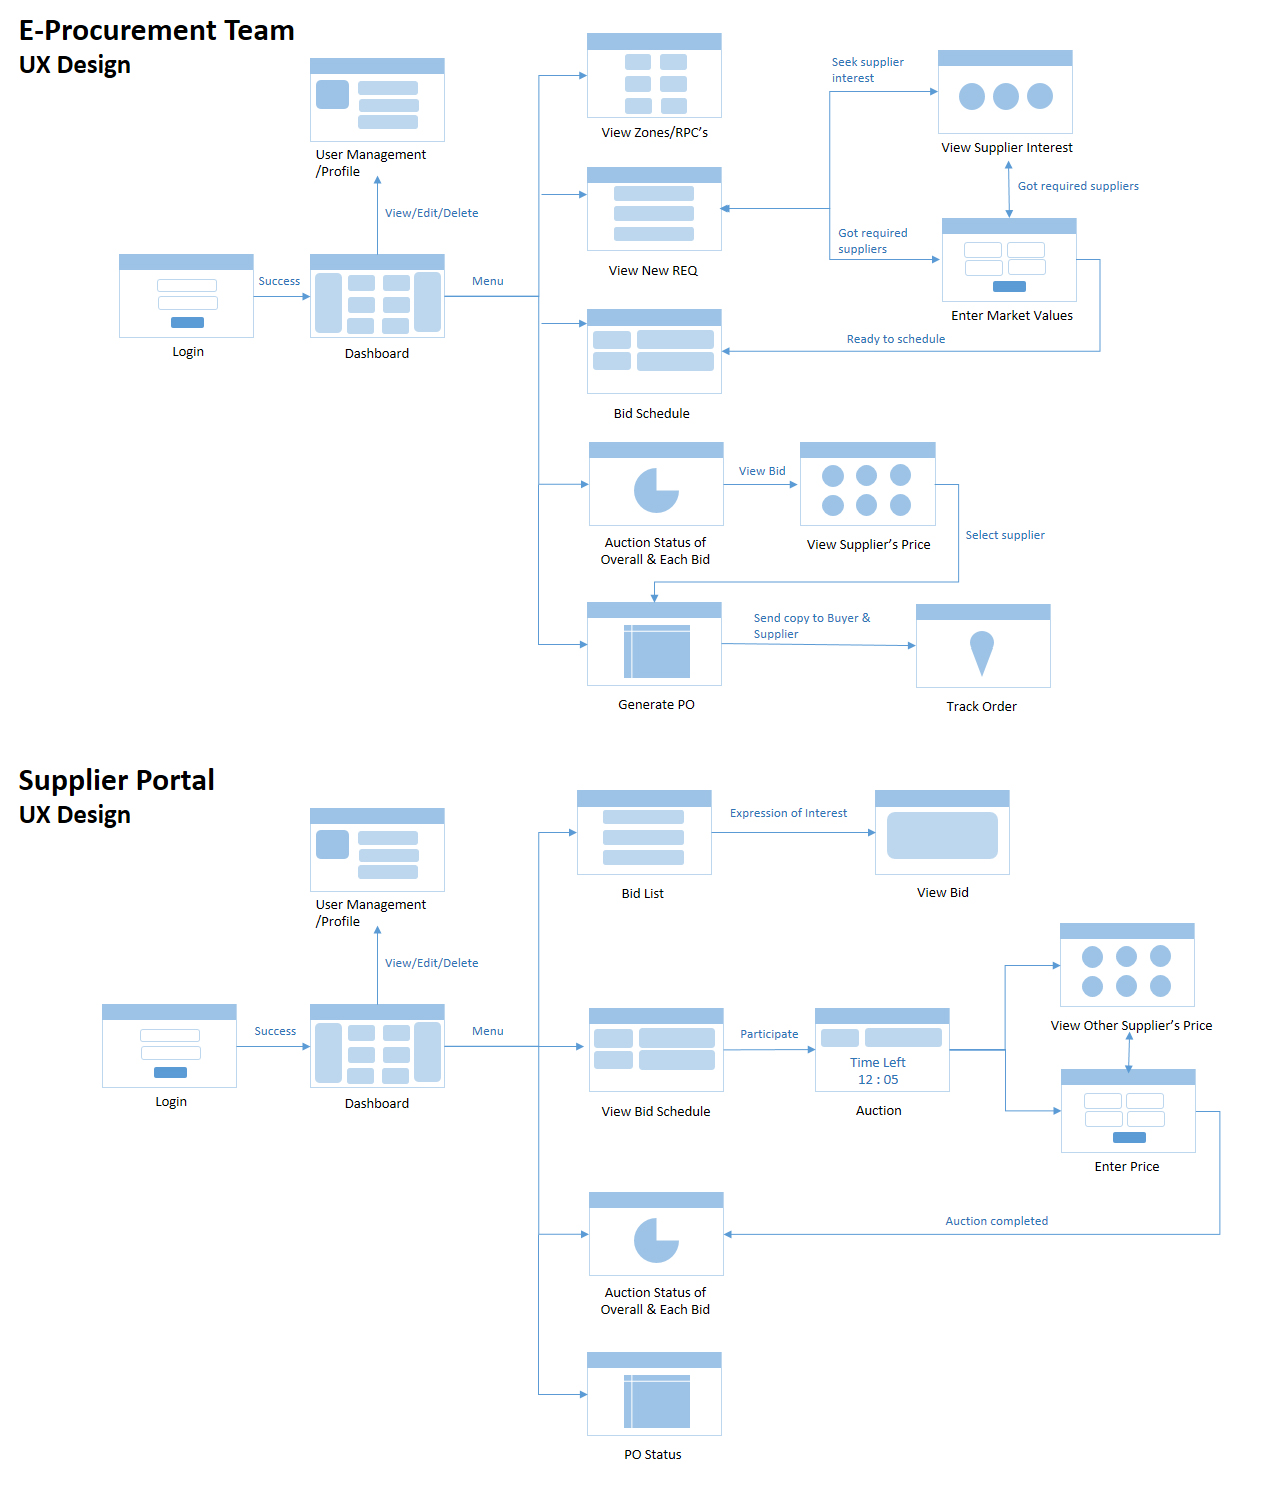 E-Procurement Team
UX Design
User Management
/Profile
View/Edit/Delete
Success
Login
Dashboard
Menu
View Zones/RPC's
View New REQ
Seek supplier
interest
View Supplier Interest
Got required suppliers
Got required
suppliers
Enter Market Values
Ready to schedule
Bid Schedule
View Bid
Auction Status of
Overall & Each Bid
View Supplier's Price
Select supplier
Send copy to Buyer &
Supplier
Generate PO
Track Order
Supplier Portal
UX Design
User Management
/Profile
View/Edit/Delete
Success
Login
Dashboard
Menu
Bid List
Expression of Interest
View Bid
View Bid Schedule
Participate
Time Left
12 : 05
Auction
View Other Supplier's Price
Enter Price
Auction completed
Auction Status of
Overall & Each Bid
PO Status